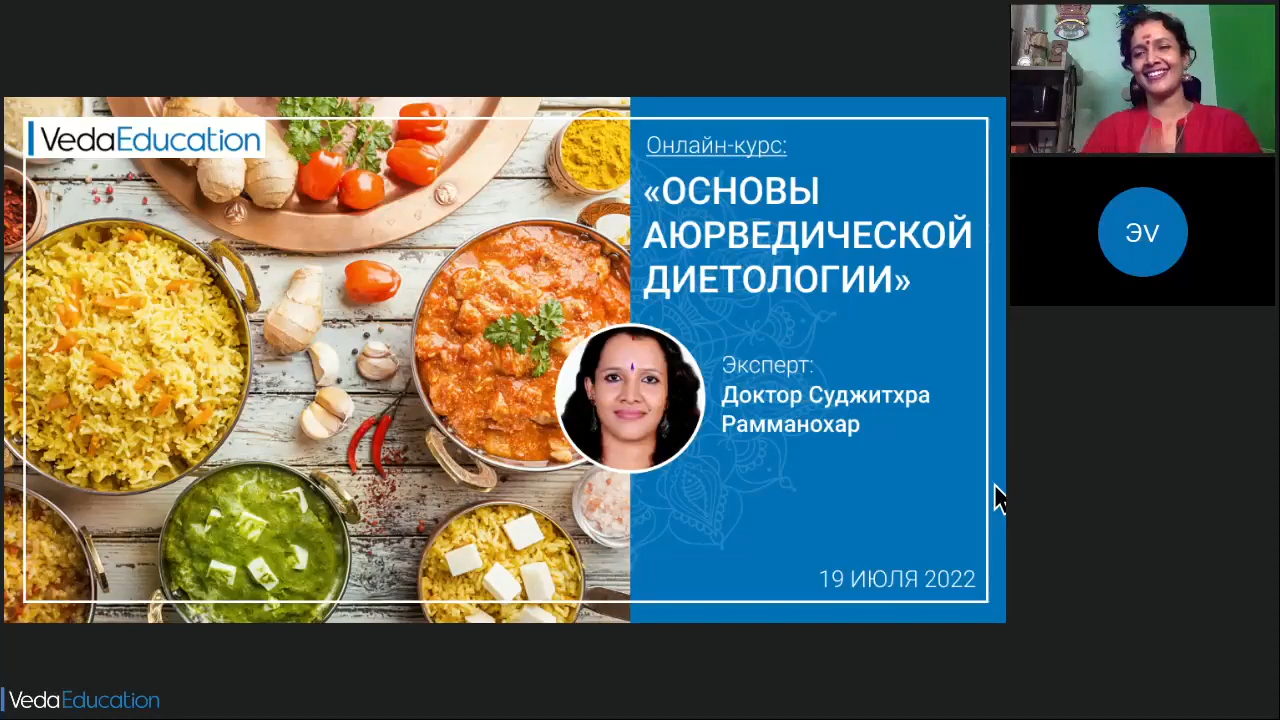 VedaEducation
Онлайн-курс:
«ОСНОВЫ
АЮРВЕДИЧЕСКОЙ
ДИЕТОЛОГИИ»
Эксперт:
Доктор Суджитхра
Рамманохар
19 ИЮЛЯ 2022
ЭV
VedaEducation